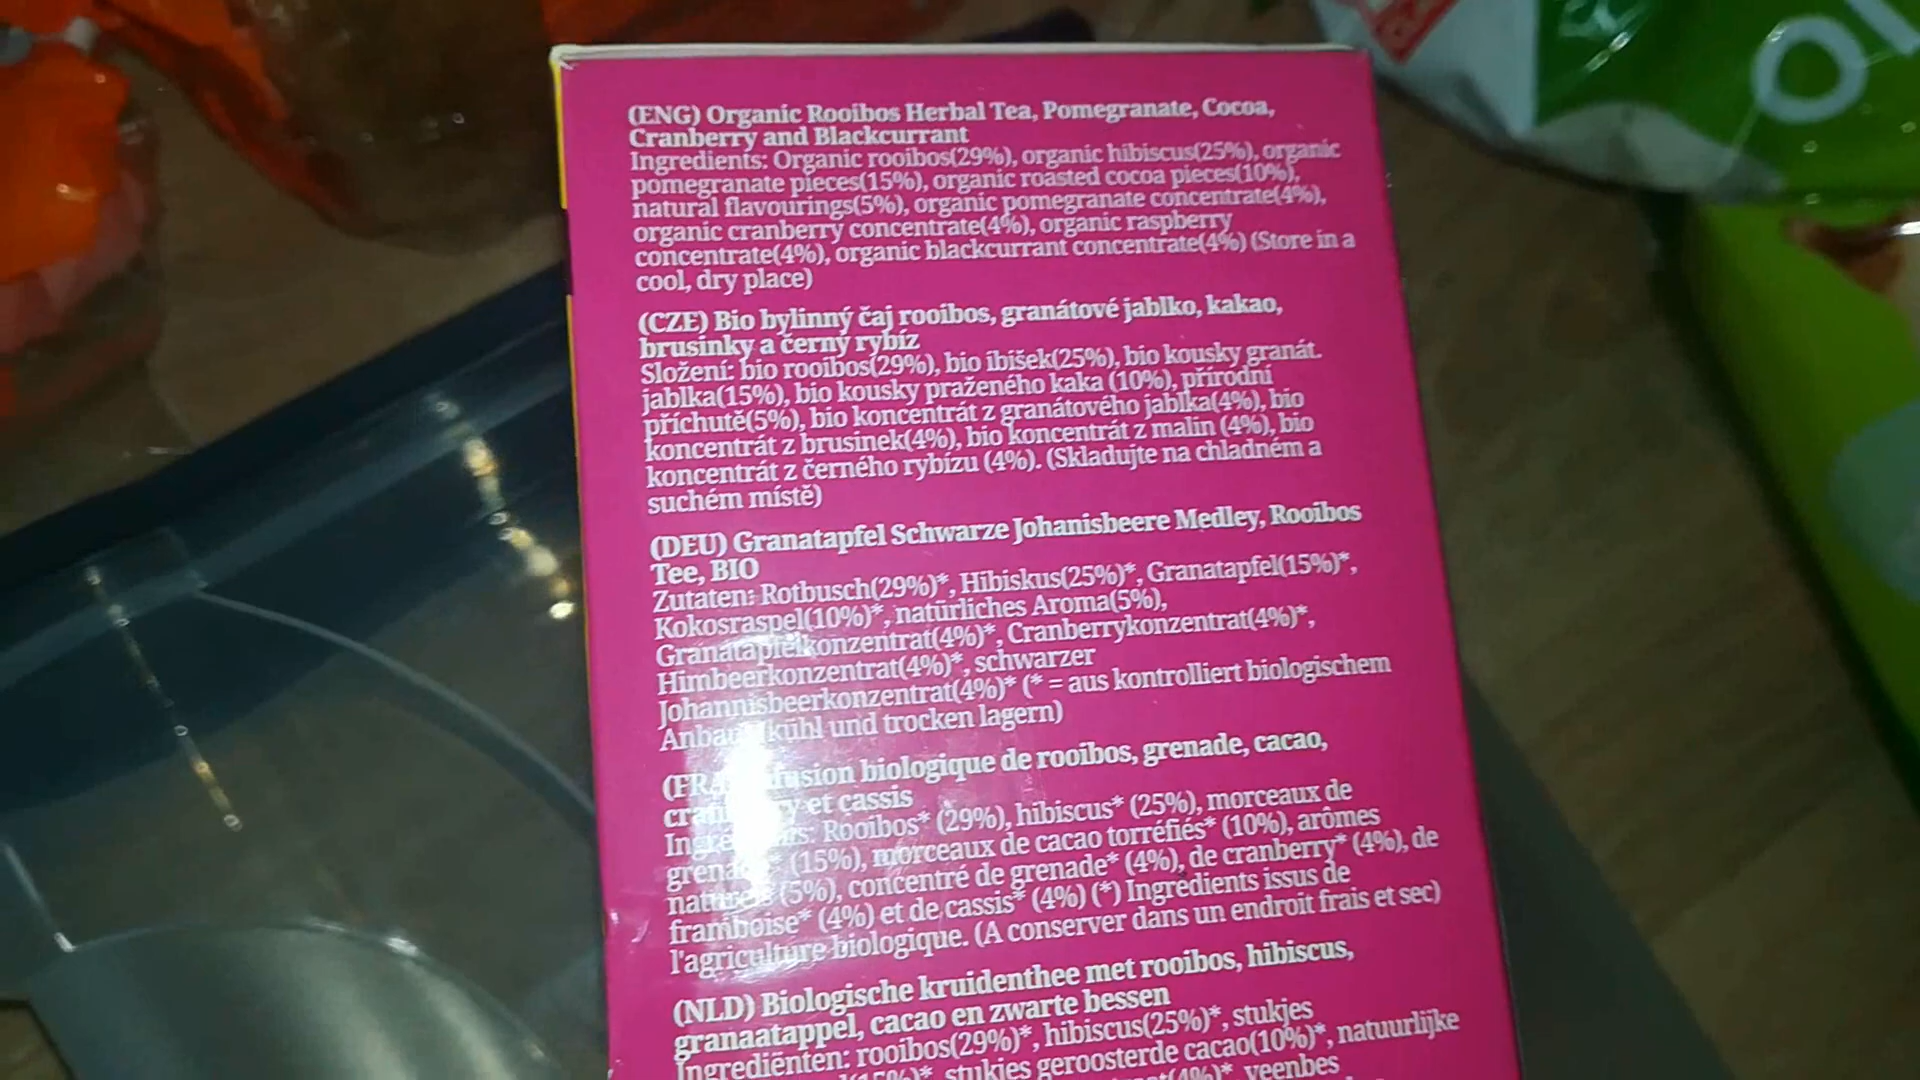 (ENG) Organic Rooibos Herbal Tea, Pomegranate, Cocoa,
Cranberry and Blackcurrant
Ingredients: Organic rooibos(29%), organic hibiscus(25%), organic
pomegranate pieces(15%), organic roasted cocoa pieces(10%),
natural flavourings(5%), organic pomegranate concentrate(4%),
organic cranberry concentrate(4%), organic raspberry
concentrate(4%), organic blackcurrant concentrate(4%) (Store in a
cool, dry place)
(CZE) Bio bylinný čaj rooibos, granátové jablko, kakao,
brusinky a černý rybíz
Složení: bio rooibos(29%), bio ibišek(25%), bio kousky granát.
jablka(15%), bio kousky praženého kaka (10%), přírodní
příchutě(5%), bio koncentrát z granátového jablka(4%), bio
koncentrát z brusinek(4%), bio koncentrát z malin (4%), bio
koncentrát z černého rybízu (4%). (Skladujte na chladném a
suchém místě)
(DEU) Granatapfel Schwarze Johanisbeere Medley, Rooibos
Tee, BIO
Zutaten: Rotbusch(29%)*, Hibiskus(25%)*, Granatapfel(15%)*,
Kokosraspel(10%)*, natürliches Aroma(5%),
Granatapfelkonzentrat(4%)*, Cranberrykonzentrat(4%)*,
Himbeerkonzentrat(4%)*, schwarzer
Johannisbeerkonzentrat(4%)* (* = aus kontrolliert biologischem
kühl und trocken lagern)
biologique de rooibos, grenade, cacao,
et cassis
Rooibos* (29%), hibiscus* (25%), morceaux de
(15%), morceaux de cacao torréfiés* (10%), arômes
(5%), concentré de grenade* (4%), de cranberry* (4%), de
framboise* (4%) et de cassis* (4%) (*) Ingredients issus de
l'agriculture biologique. (A conserver dans un endroit frais et sec)
(NLD) Biologische kruidenthee met rooibos, hibiscus,
granaatappel, cacao en zwarte bessen
Ingrediënten: rooibos(29%)*, hibiscus(25%)*, stukjes
stukjes geroosterde cacao(10%)*, natuurlijke
veenbes